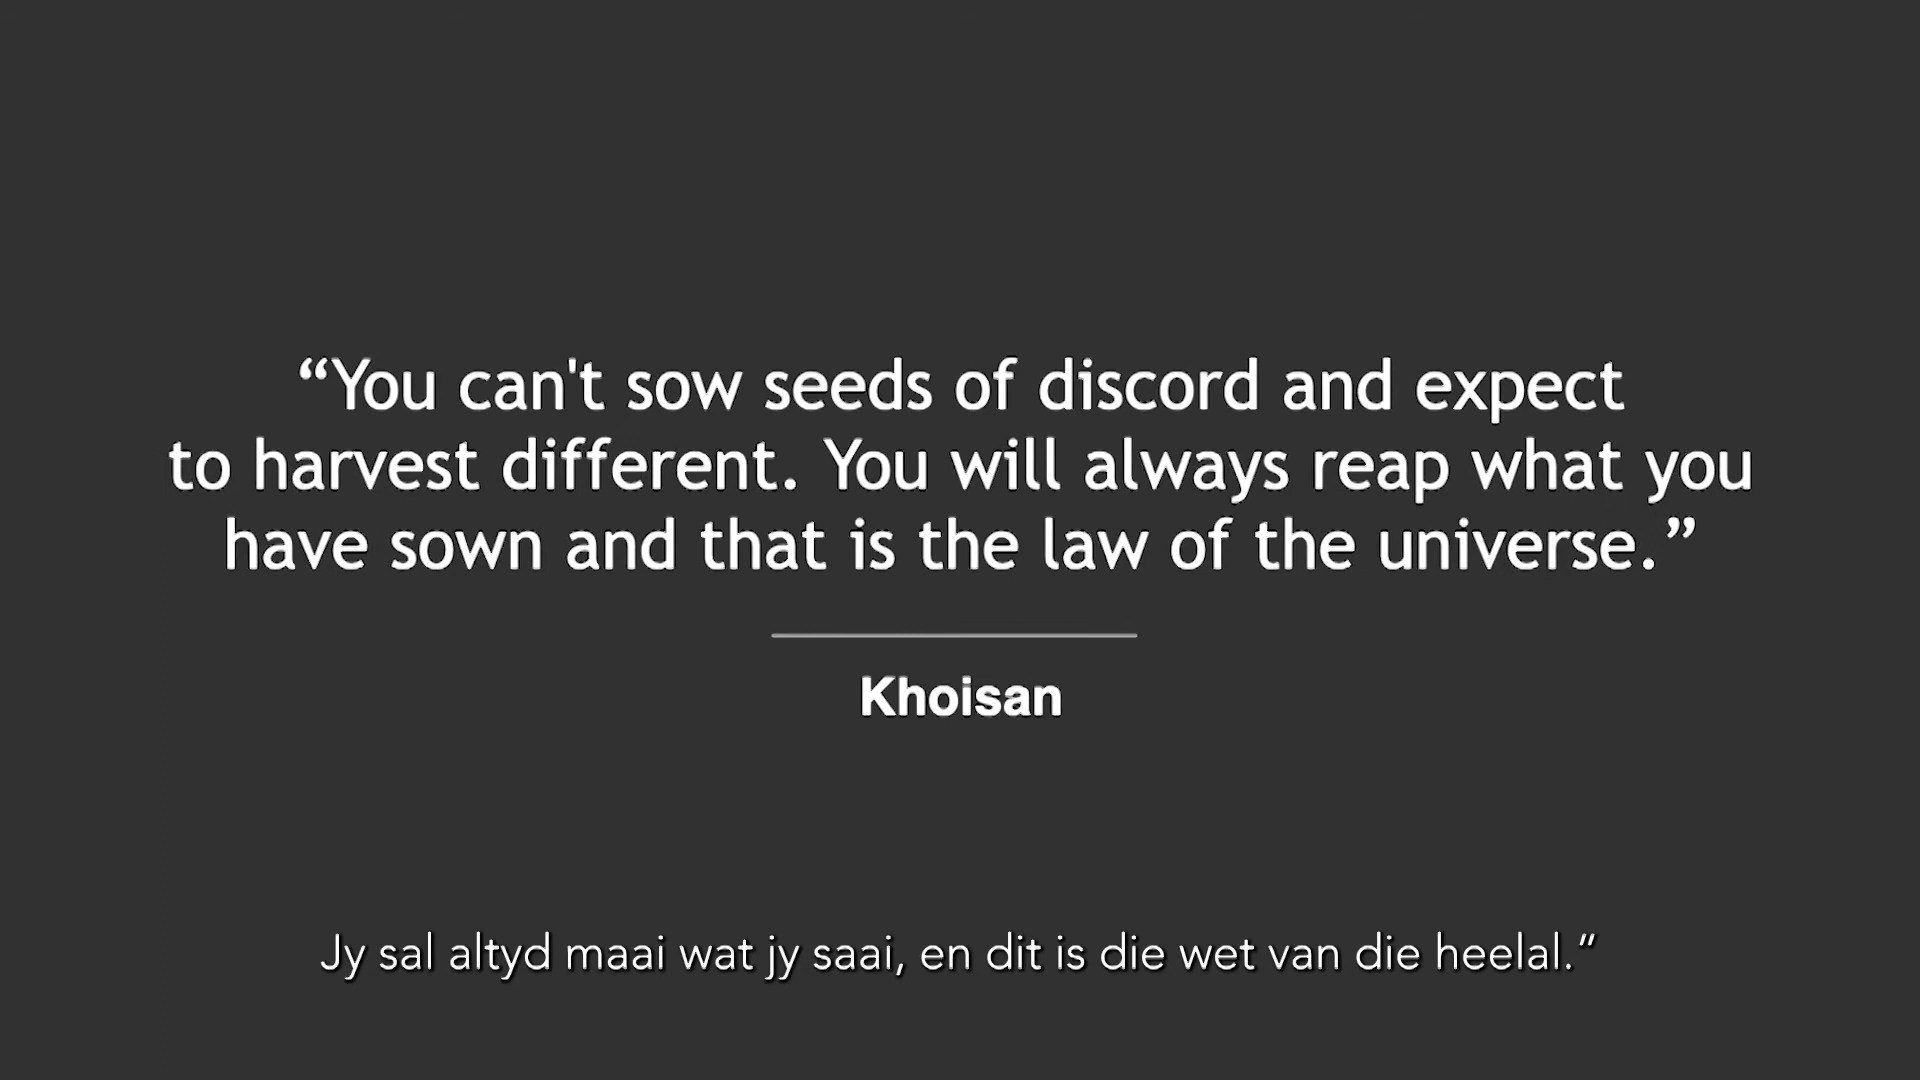 “You can't sow seeds of discord and expect
to harvest different. You will always reap what you
have sown and that is the law of the universe.”
Khoisan
Jy sal altyd maai wat jy saai, en dit is die wet van die heelal.”